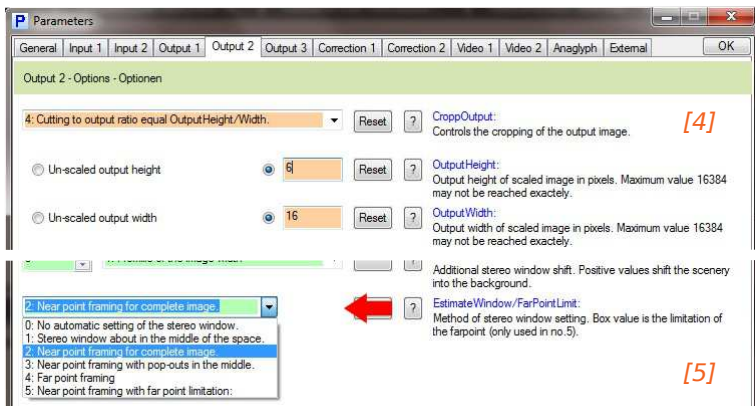 Parameters
General Input 1 Input 2 Output 1 Output 2 Output 3 Correction 1 Correction 2 Video 1 Video 2 Anaglyph External OK
Output 2 - Options - Optionen
4: Cutting to output ratio equal OutputHeight/Width. Reset ? CroppOutput: [4]
Controls the cropping of the output image.
Un-scaled output height 6 Reset ? OutputHeight:
Output height of scaled image in pixels. Maximum value 16384
may not be reached exactely.
Un-scaled output width 16 Reset ? OutputWidth:
Output width of scaled image in pixels. Maximum value 16384
may not be reached exactely.
Additional stereo window shift. Positive values shift the scenery
into the background.
2: Near point framing for complete image. ? EstimateWindow/FarPointLimit:
Method of stereo window setting. Box value is the limitation of
the farpoint (only used in no.5).
0: No automatic setting of the stereo window.
1: Stereo window about in the middle of the space.
2: Near point framing for complete image.
3: Near point framing with pop-outs in the middle.
4: Far point framing
5: Near point framing with far point limitation:
[5]